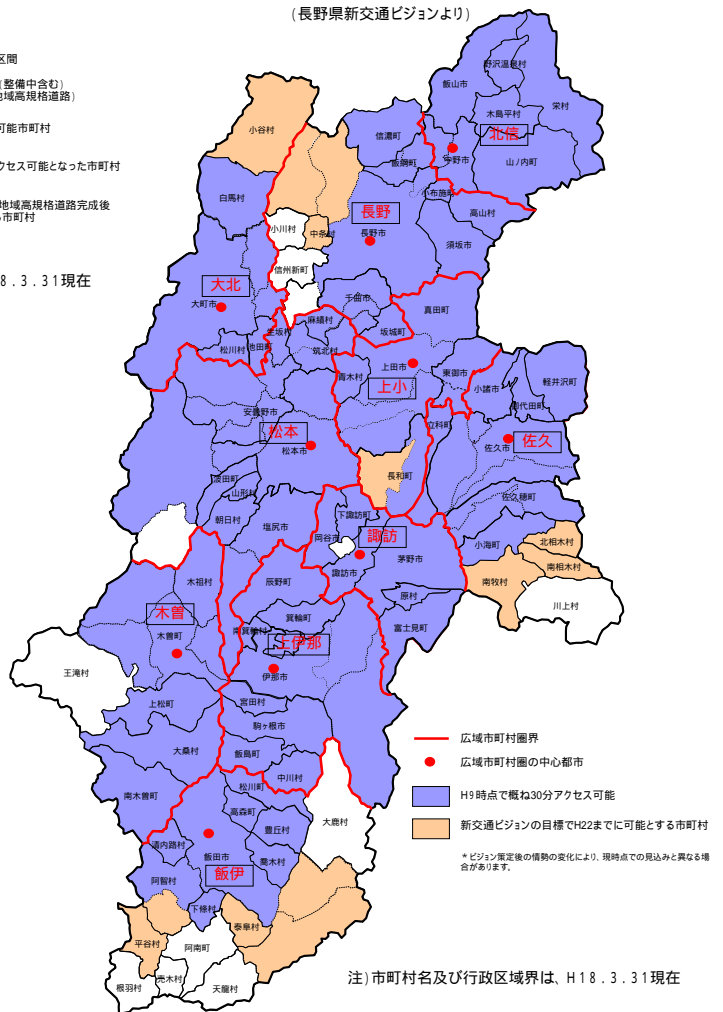 (長野県新交通ビジョンより)
区間
(整備中含む)
地域高規格道路)
可能市町村
クセス可能となった市町村
地域高規格道路完成後
る市町村
8.3.31現在
野沢温泉村
飯山市
栄村
木島平村
北信
中野市
山ノ内町
小谷村
信濃町
飯綱町
白馬村
小布施町
高山村
長野
小川村
中条村
長野市
須坂市
信州新町
大北
千曲市
大町市
真田町
麻績村
生坂村
坂城町
松川村
池田町
筑北村
上田市
青木村
東御市
上小
小諸市
軽井沢町
御代田町
安曇野市
立科町
松本
佐久
松本市
佐久市
長和町
波田町
山形村
佐久穂町
朝日村
下諏訪町
塩尻市
岡谷市
諏訪
小海町
北相木村
茅野市
諏訪市
南相木村
木祖村
辰野町
南牧村
原村
川上村
木曽
箕輪町
木曽町
南箕輪村
富士見町
上伊那
王滝村
伊那市
上松町
宮田村
駒ヶ根市
大桑村
飯島町
中川村
南木曽町
松川町
高森町
大鹿村
豊丘村
清内路村
飯田市
喬木村
阿智村
飯伊
下條村
泰阜村
平谷村
阿南町
売木村
根羽村
天龍村
広域市町村圏界
広域市町村圏の中心都市
H9時点で概ね30分アクセス可能
新交通ビジョンの目標でH22までに可能とする市町村
*ビジョン策定後の情勢の変化により、現時点での見込みと異なる場
合があります。
注)市町村名及び行政区域界は、H18.3.31現在